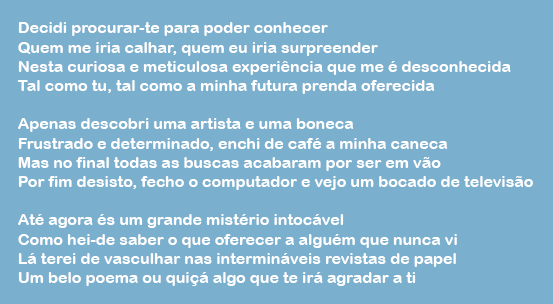 Decidi procurar-te para poder conhecer
Quem me iria calhar, quem eu iria surpreender
Nesta curiosa e meticulosa experiência que me é desconhecida
Tal como tu, tal como a minha futura prenda oferecida
Apenas descobri uma artista e uma boneca
Frustrado e determinado, enchi de café a minha caneca
Mas no final todas as buscas acabaram por ser em vão
Por fim desisto, fecho o computador e vejo um bocado de televisão
Até agora és um grande mistério intocável
Como hei-de saber o que oferecer a alguém que nunca vi
Lá terei de vasculhar nas intermináveis revistas de papel
Um belo poema ou quiçá algo que te irá agradar a ti